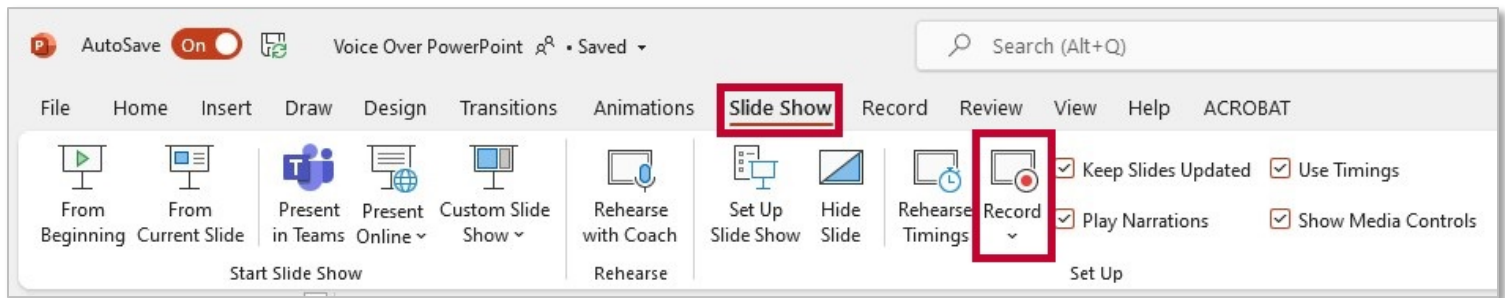 AutoSave On Voice Over PowerPoint • Saved Search (Alt+Q)
File Home Insert Draw Design Transitions Animations Slide Show Record Review View Help ACROBAT
From Beginning
From Current Slide
Present in Teams
Present Online
Custom Slide Show
Rehearse with Coach
Set Up Slide Show
Hide Slide
Rehearse Timings
Record
Keep Slides Updated
Use Timings
Play Narrations
Show Media Controls
Start Slide Show
Rehearse
Set Up